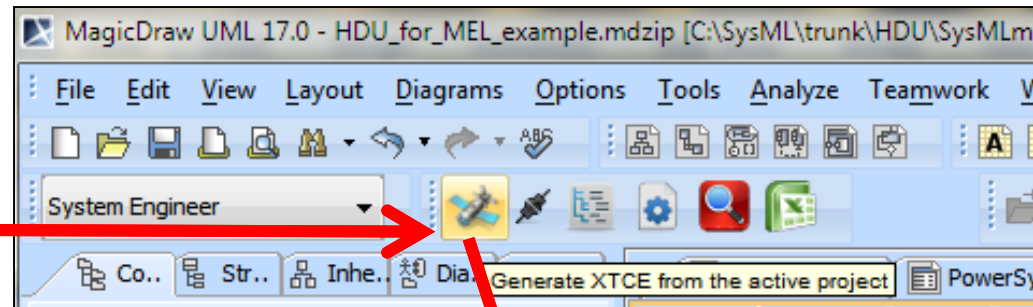 MagicDraw UML 17.0 - HDU_for_MEL_example.mdzip [C:\SysML\trunk\HDU\SysMLm
File Edit View Layout Diagrams Options Tools Analyze Teamwork
ABC
A
System Engineer
Co.. Str.. Inhe.. Dia. Generate XTCE from the active project PowerSy